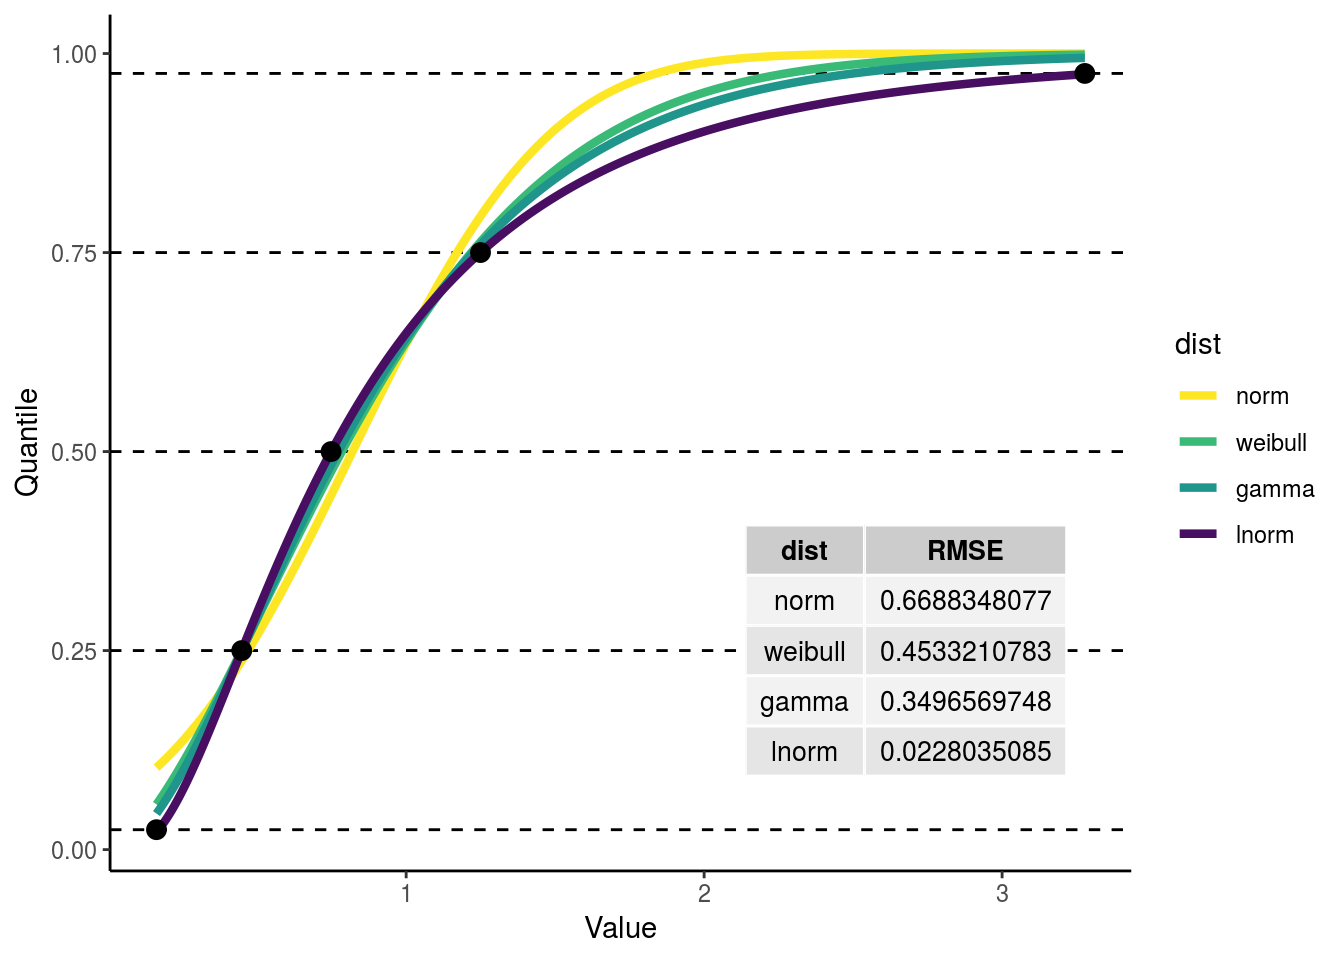 1.00
0.75
0.50
0.25
0.00
Quantile
1 2 3
Value
dist
norm
weibull
gamma
lnorm
dist RMSE
norm 0.6688348077
weibull 0.4533210783
gamma 0.3496569748
lnorm 0.0228035085